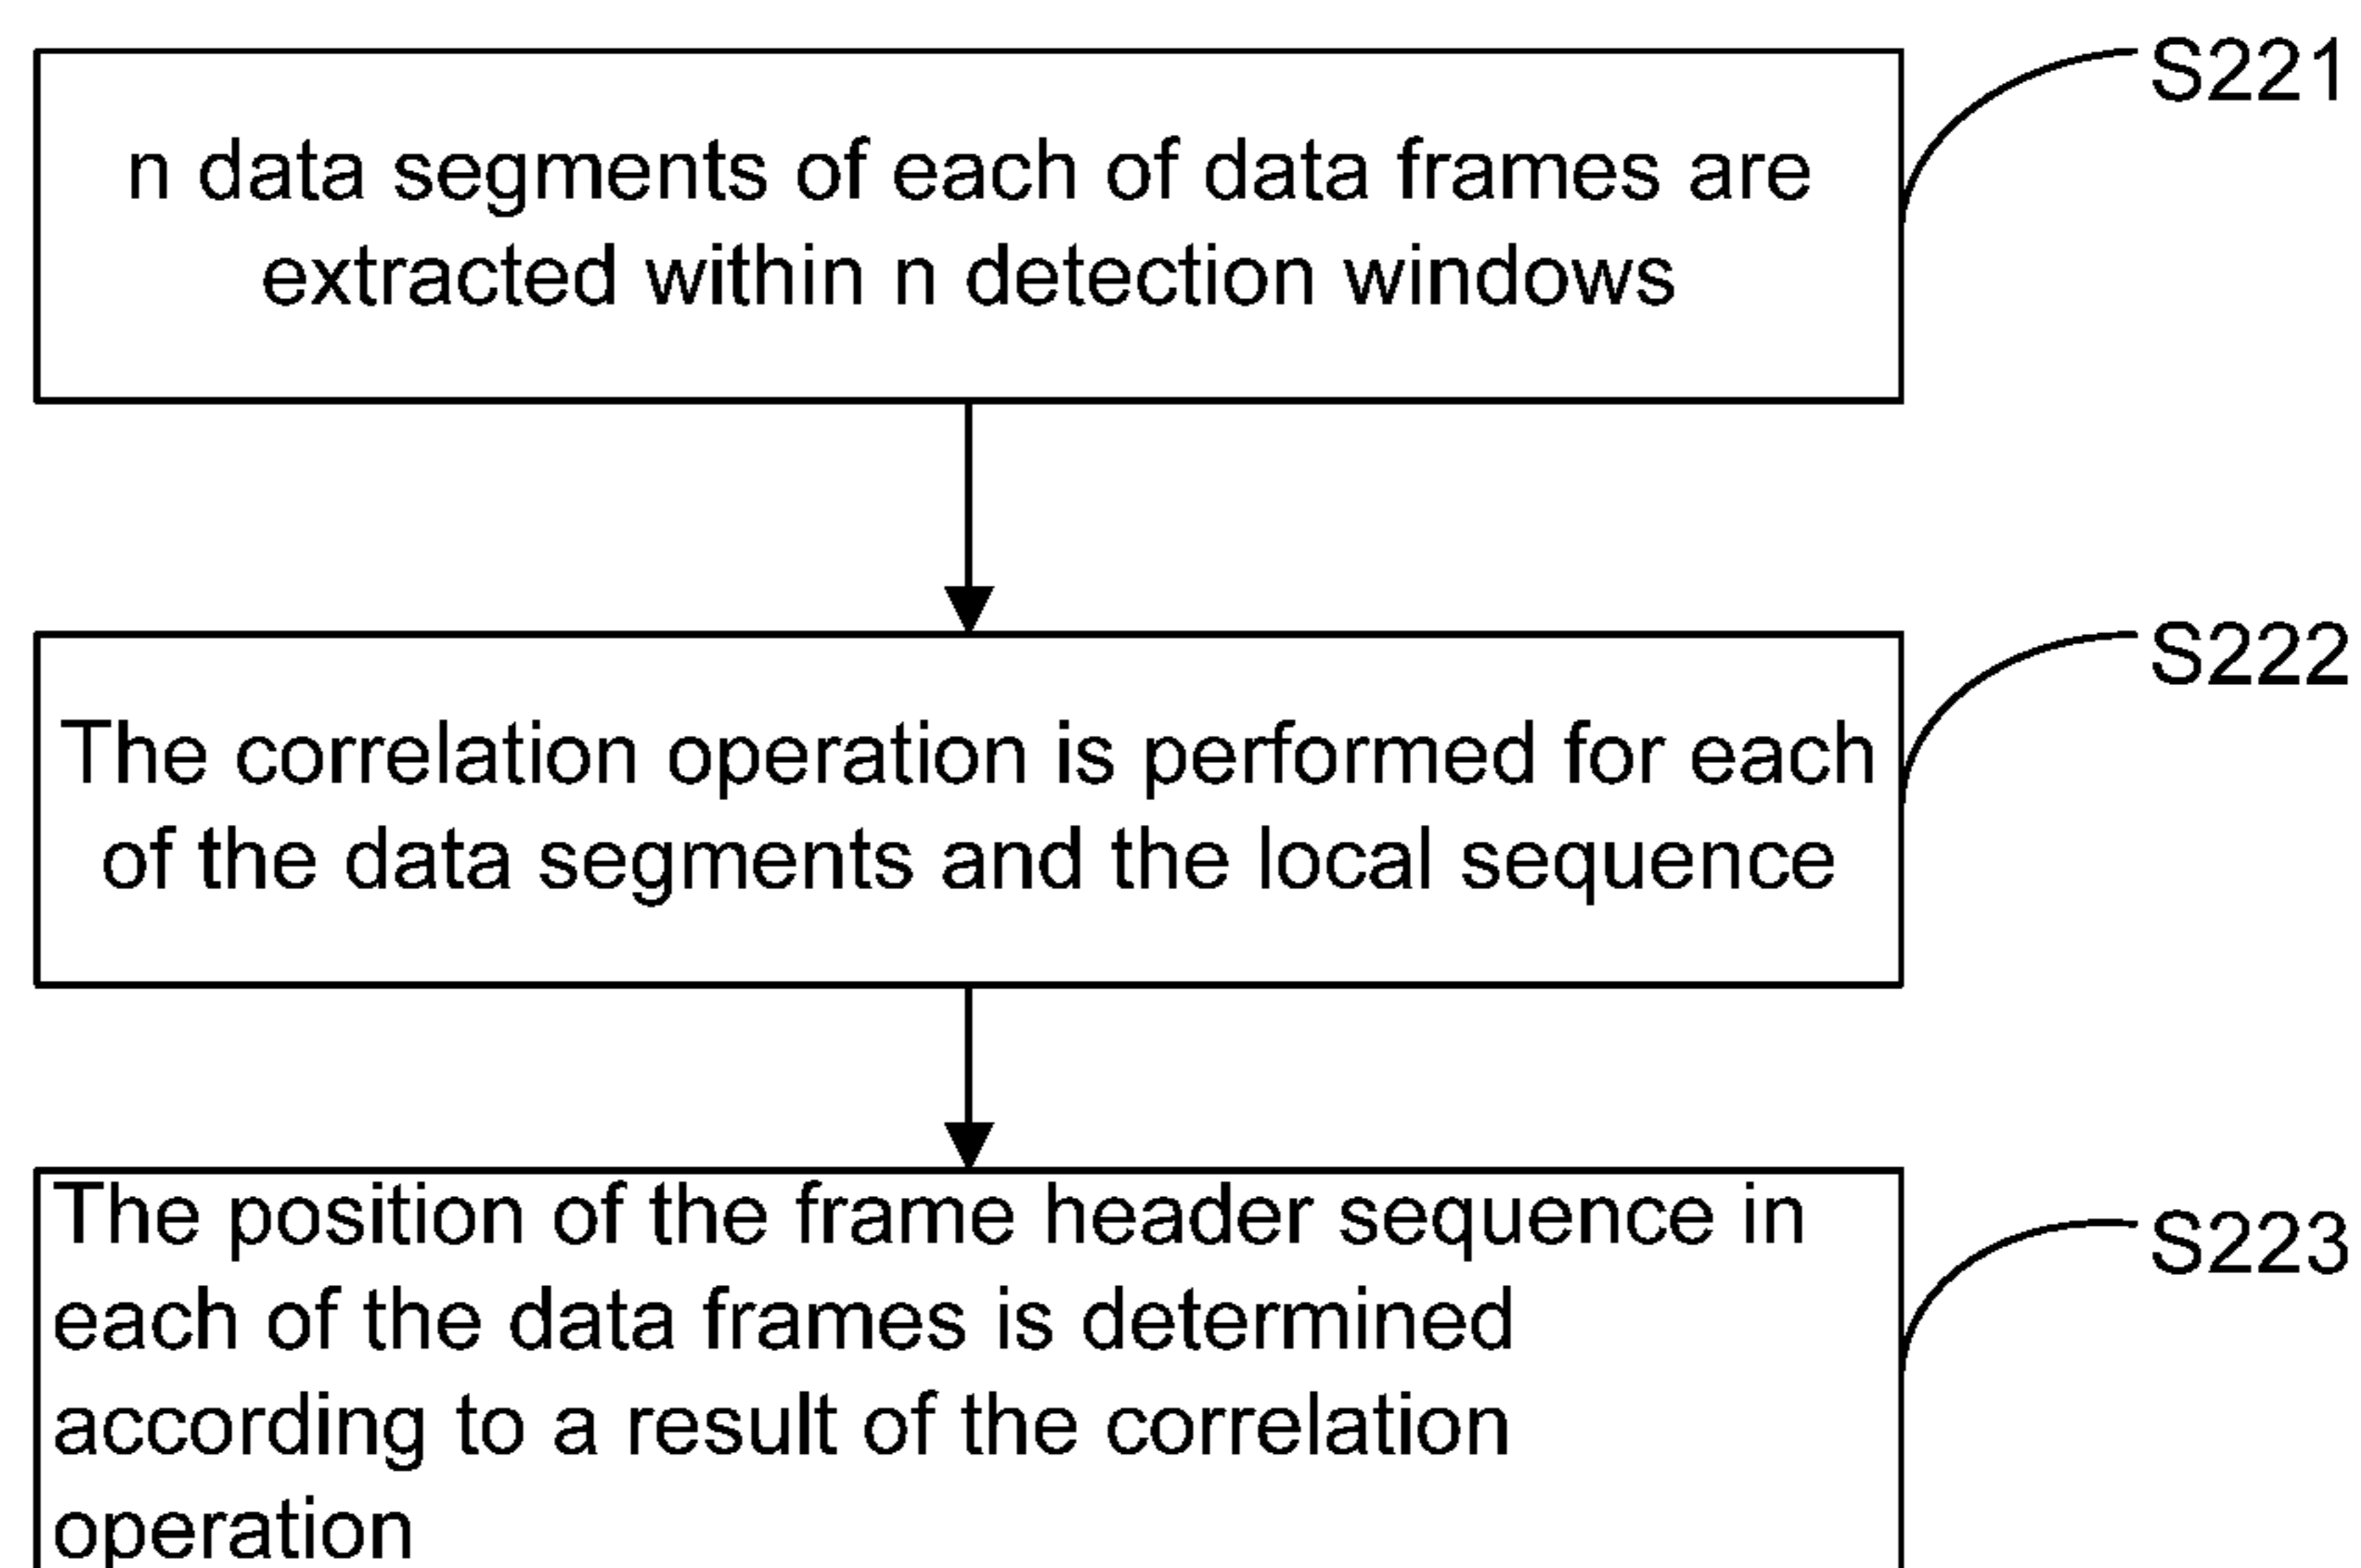 S221
n data segments of each of data frames are
extracted within n detection windows
S222
The correlation operation is performed for each
of the data segments and the local sequence
The position of the frame header sequence in
S223
each of the data frames is determined
according to a result of the correlation
operation